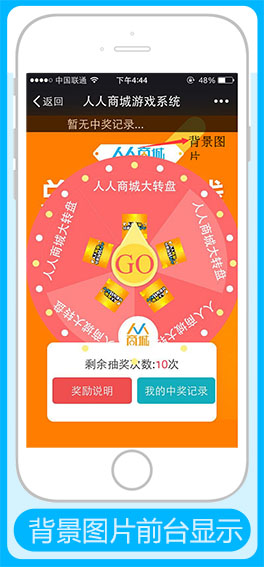 中国联通
下午4:44
48%
返回
人人商城游戏系统
暂无中奖记录...
背景图片
人人商城
人人商城大转盘
人人商城大转盘
人人商城大转盘
人人商城大转盘
人人商城大转盘
GO
商城
剩余抽奖次数:10次
奖励说明
我的中奖记录
背景图片前台显示